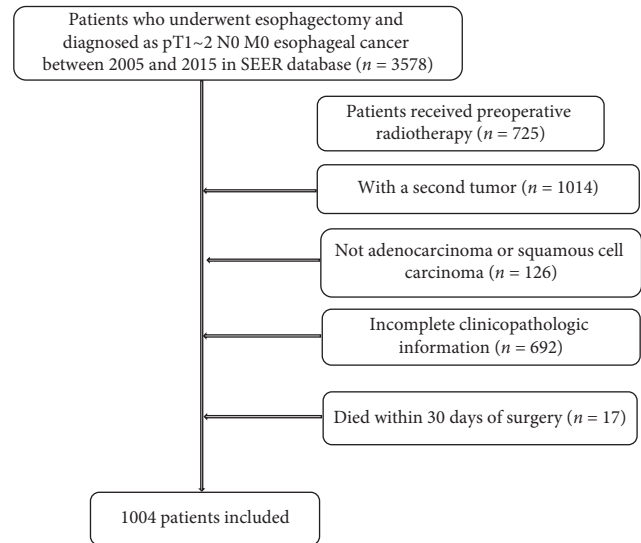 Patients who underwent esophagectomy and
diagnosed as pT1~2 N0 M0 esophageal cancer
between 2005 and 2015 in SEER database (n = 3578)
Patients received preoperative
radiotherapy (n = 725)
With a second tumor (n = 1014)
Not adenocarcinoma or squamous cell
carcinoma (n = 126)
Incomplete clinicopathologic
information (n = 692)
Died within 30 days of surgery (n = 17)
1004 patients included